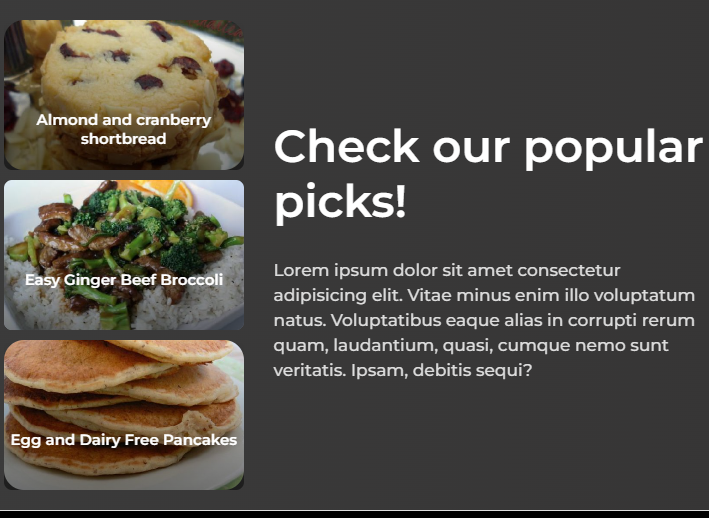 Almond and cranberry
shortbread
Easy Ginger Beef Broccoli
Egg and Dairy Free Pancakes
Check our popular
picks!
Lorem ipsum dolor sit amet consectetur
adipisicing elit. Vitae minus enim illo voluptatum
natus. Voluptatibus eaque alias in corrupti rerum
quam, laudantium, quasi, cumque nemo sunt
veritatis. Ipsam, debitis sequi?